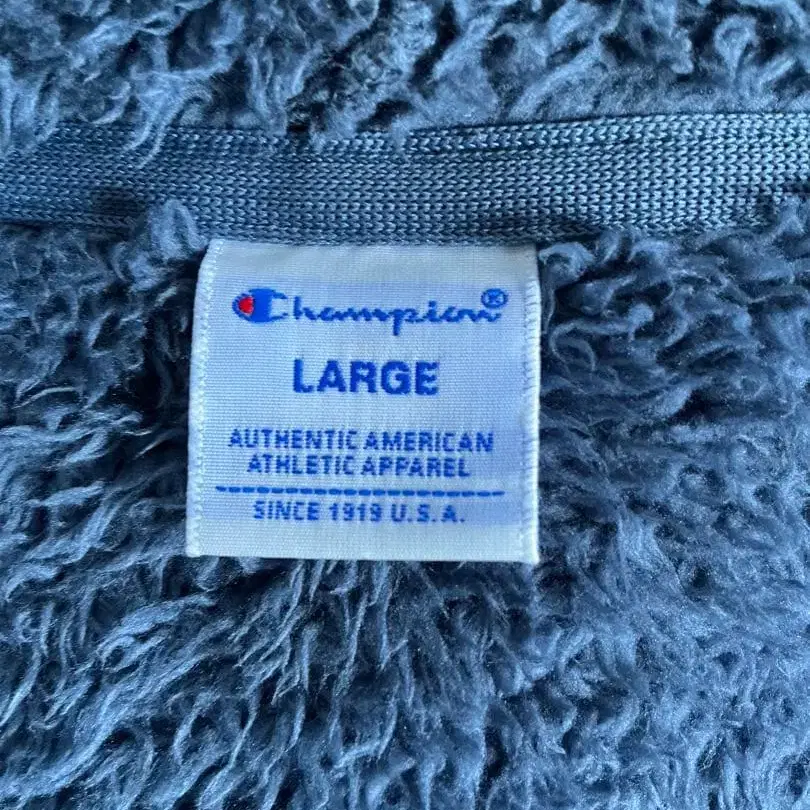 Champion®
LARGE
AUTHENTIC AMERICAN
ATHLETIC APPAREL
SINCE 1919 U.S.A.